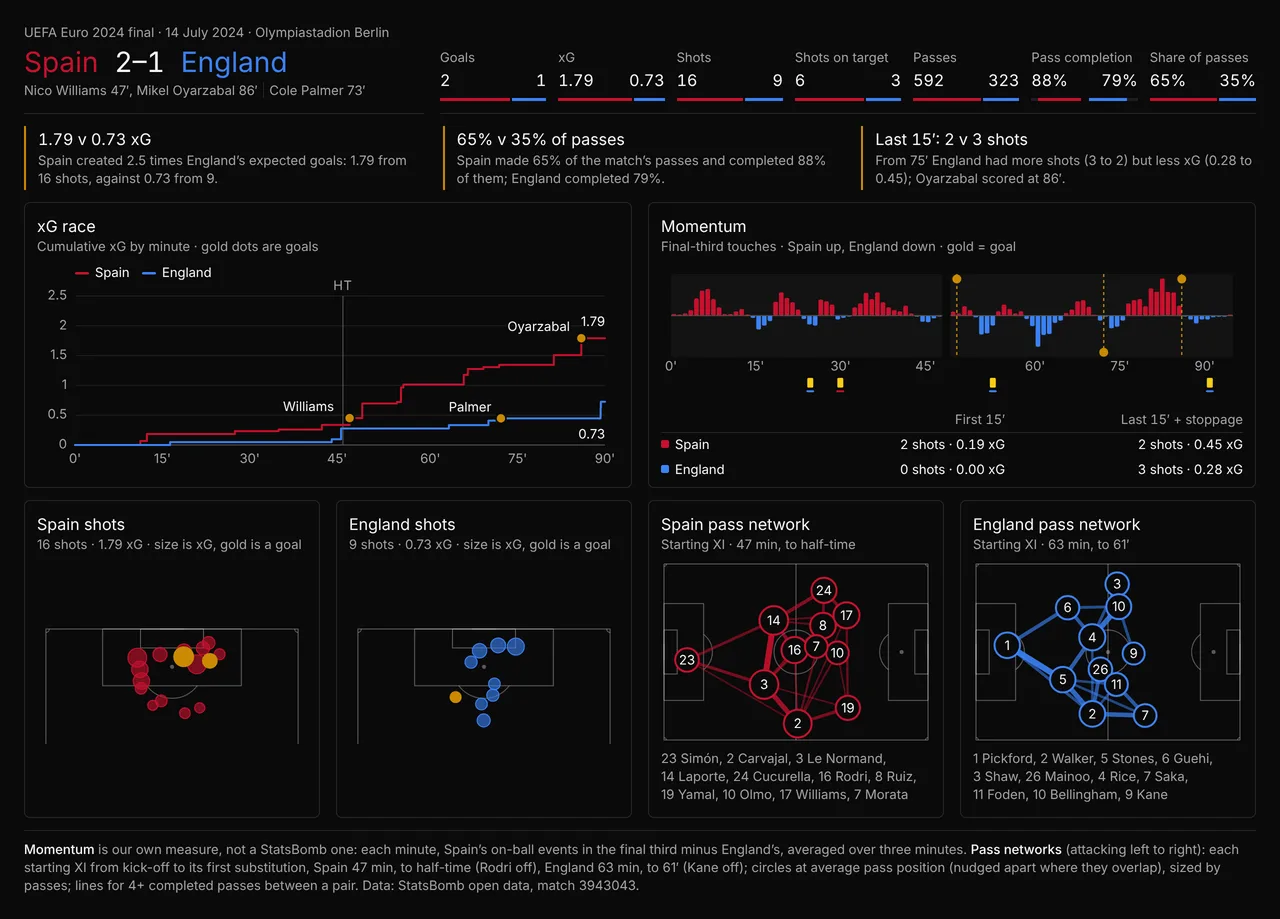 UEFA Euro 2024 final · 14 July 2024 · Olympiastadion Berlin
Spain 2–1 England
Nico Williams 47′, Mikel Oyarzabal 86′ | Cole Palmer 73′
Goals
2 1
xG
1.79 0.73
Shots
16 9
Shots on target
6 3
Passes
592 323
Pass completion
88% 79%
Share of passes
65% 35%
1.79 v 0.73 xG
Spain created 2.5 times England’s expected goals: 1.79 from
16 shots, against 0.73 from 9.
65% v 35% of passes
Spain made 65% of the match’s passes and completed 88%
of them; England completed 79%.
Last 15′: 2 v 3 shots
From 75′ England had more shots (3 to 2) but less xG (0.28 to
0.45); Oyarzabal scored at 86′.
xG race
Cumulative xG by minute · gold dots are goals
Spain England
HT
2.5
2
1.5
1
0.5
0
Oyarzabal 1.79
Williams
Palmer
0.73
0′ 15′ 30′ 45′ 60′ 75′ 90′
Momentum
Final-third touches · Spain up, England down · gold = goal
0′ 15′ 30′ 45′ 60′ 75′ 90′
First 15′ Last 15′ + stoppage
Spain 2 shots · 0.19 xG 2 shots · 0.45 xG
England 0 shots · 0.00 xG 3 shots · 0.28 xG
Spain shots
16 shots · 1.79 xG · size is xG, gold is a goal
England shots
9 shots · 0.73 xG · size is xG, gold is a goal
Spain pass network
Starting XI · 47 min, to half-time
24
17
14
8
16
7
10
23
3
19
2
23 Simón, 2 Carvajal, 3 Le Normand,
14 Laporte, 24 Cucurella, 16 Rodri, 8 Ruiz,
19 Yamal, 10 Olmo, 17 Williams, 7 Morata
England pass network
Starting XI · 63 min, to 61′
3
6
10
4
1
9
26
5
11
2
7
1 Pickford, 2 Walker, 5 Stones, 6 Guehi,
3 Shaw, 26 Mainoo, 4 Rice, 7 Saka,
11 Foden, 10 Bellingham, 9 Kane
Momentum is our own measure, not a StatsBomb one: each minute, Spain’s on-ball events in the final third minus England’s, averaged over three minutes. Pass networks (attacking left to right): each
starting XI from kick-off to its first substitution, Spain 47 min, to half-time (Rodri off), England 63 min, to 61′ (Kane off); circles at average pass position (nudged apart where they overlap), sized by
passes; lines for 4+ completed passes between a pair. Data: StatsBomb open data, match 3943043.